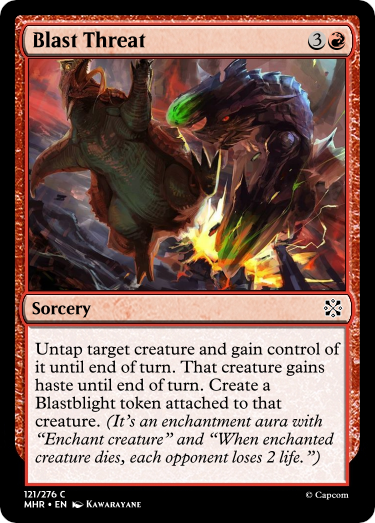 Blast Threat 3
Sorcery
Untap target creature and gain control of
it until end of turn. That creature gains
haste until end of turn. Create a
Blastblight token attached to that
creature. (It's an enchantment aura with
“Enchant creature” and “When enchanted
creature dies, each opponent loses 2 life.”)
121/276 C
MHR • EN Kawarayane
© Capcom